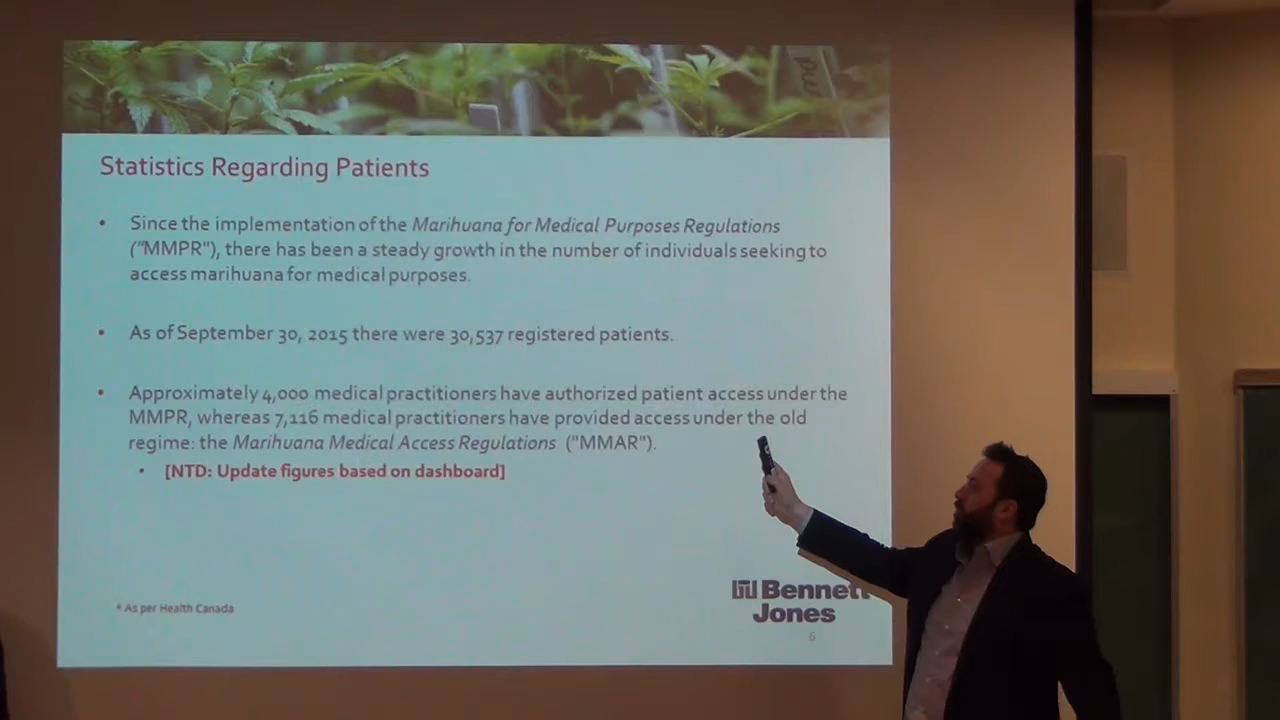 Statistics Regarding Patients
• Since the implementation of the Marihuana for Medical Purposes Regulations
("MMPR"), there has been a steady growth in the number of individuals seeking to
access marihuana for medical purposes.
• As of September 30, 2015 there were 30,537 registered patients.
• Approximately 4,000 medical practitioners have authorized patient access under the
MMPR, whereas 7,116 medical practitioners have provided access under the old
regime: the Marihuana Medical Access Regulations ("MMAR").
• [NTD: Update figures based on dashboard]
* As per Health Canada
Bennett
Jones
6